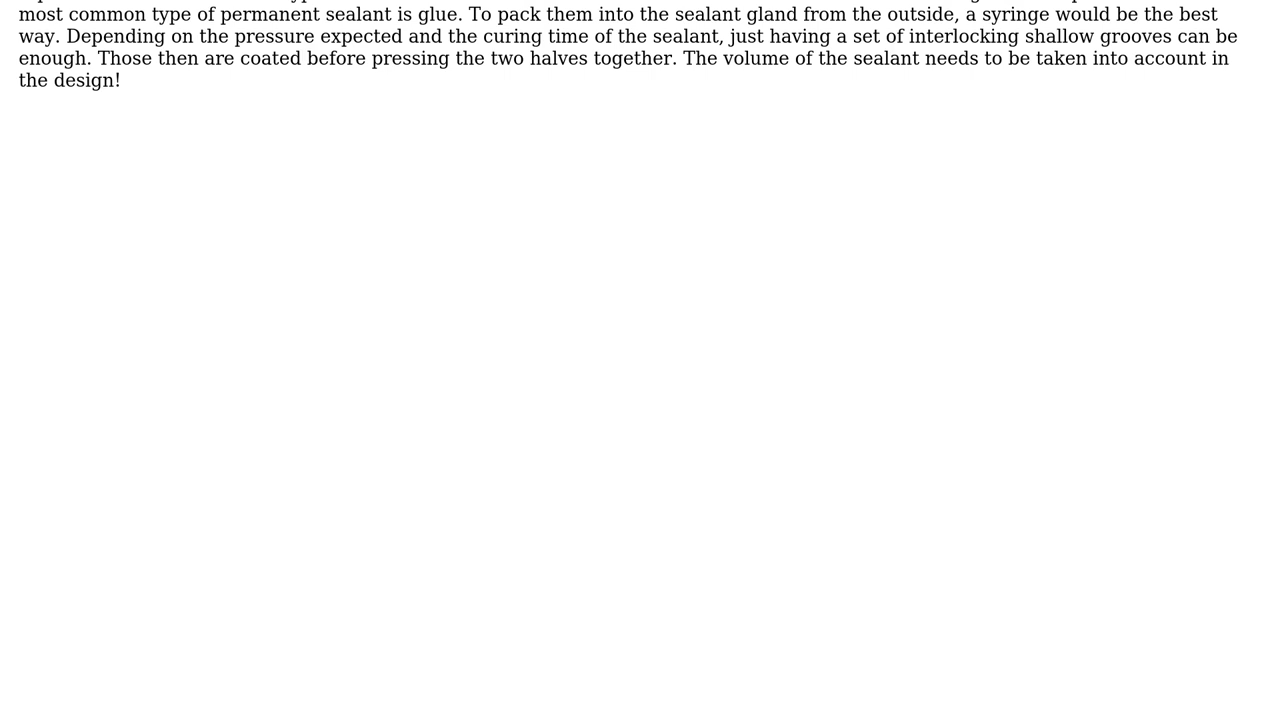 most common type of permanent sealant is glue. To pack them into the sealant gland from the outside, a syringe would be the best
way. Depending on the pressure expected and the curing time of the sealant, just having a set of interlocking shallow grooves can be
enough. Those then are coated before pressing the two halves together. The volume of the sealant needs to be taken into account in
the design!